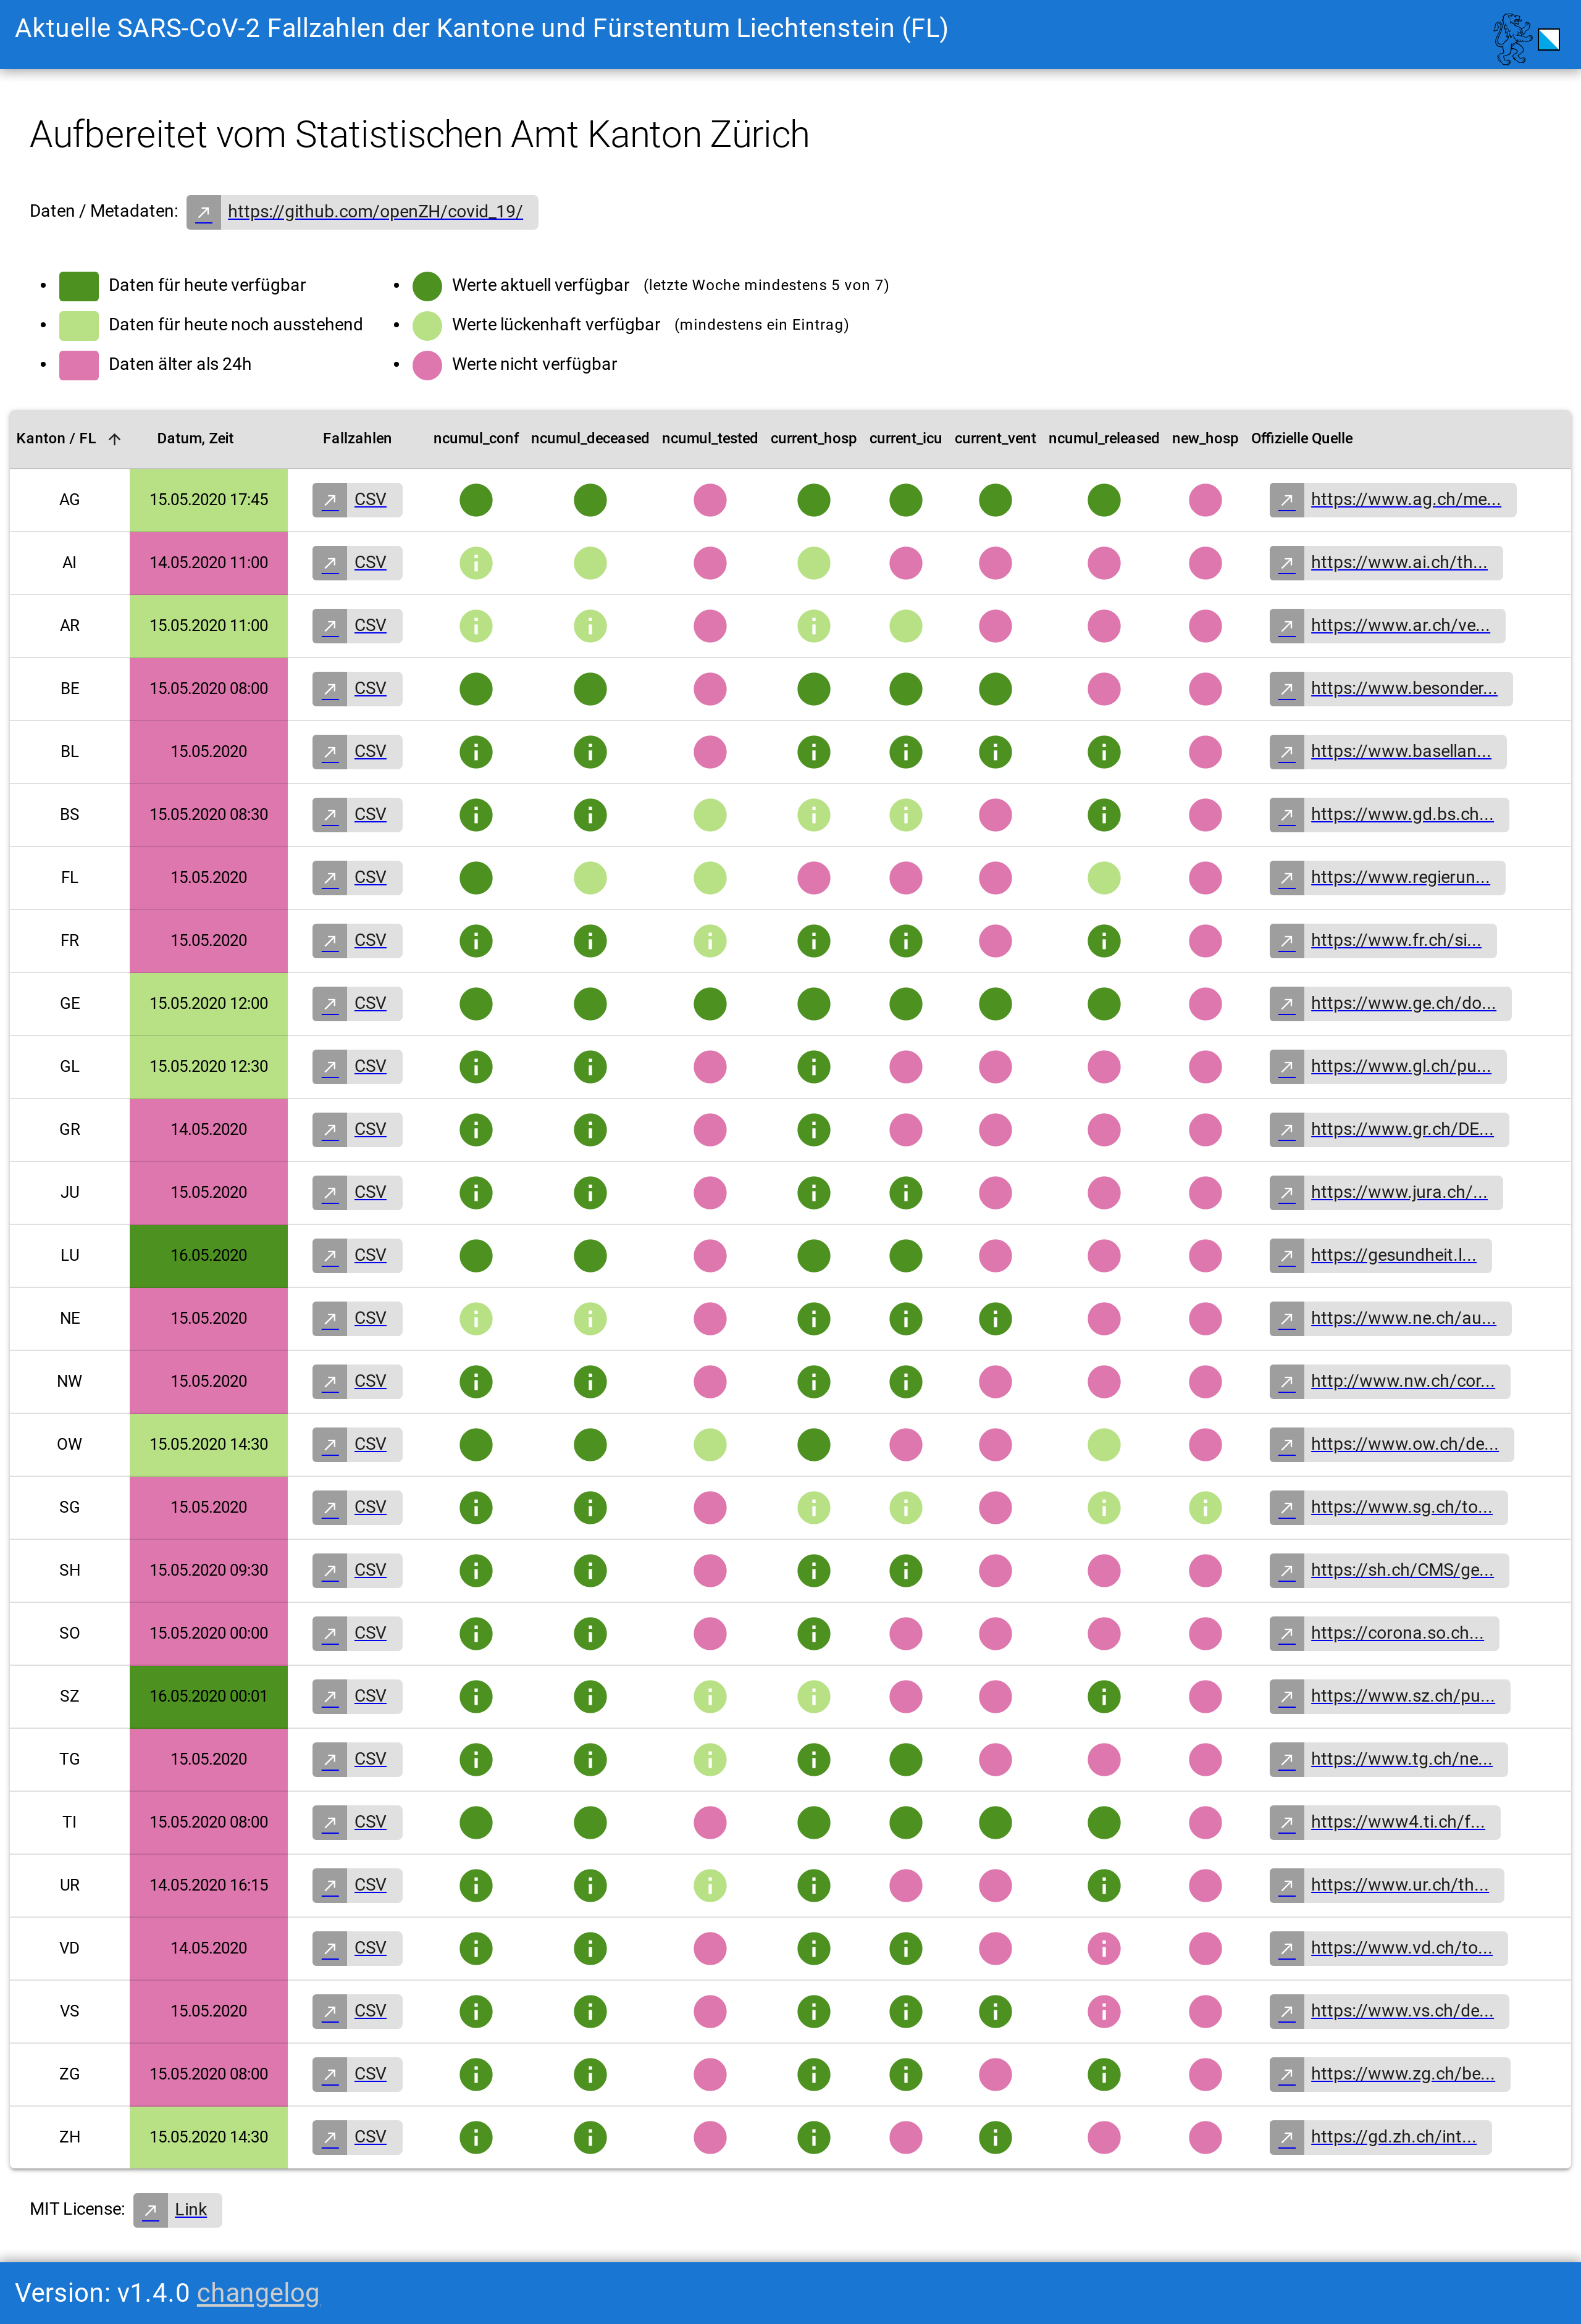 Aktuelle SARS-CoV-2 Fallzahlen der Kantone und Fürstentum Liechtenstein (FL)
Aufbereitet vom Statistischen Amt Kanton Zürich
Daten / Metadaten: https://github.com/openZH/covid_19/
Daten für heute verfügbar Werte aktuell verfügbar (letzte Woche mindestens 5 von 7)
Daten für heute noch ausstehend Werte lückenhaft verfügbar (mindestens ein Eintrag)
Daten älter als 24h Werte nicht verfügbar
Kanton / FL Datum, Zeit Fallzahlen ncumul_conf ncumul_deceased ncumul_tested current_hosp current_icu current_vent ncumul_released new_hosp Offizielle Quelle
AG 15.05.2020 17:45 CSV https://www.ag.ch/me...
AI 14.05.2020 11:00 CSV https://www.ai.ch/th...
AR 15.05.2020 11:00 CSV https://www.ar.ch/ve...
BE 15.05.2020 08:00 CSV https://www.besonder...
BL 15.05.2020 CSV https://www.basellan...
BS 15.05.2020 08:30 CSV https://www.gd.bs.ch...
FL 15.05.2020 CSV https://www.regierun...
FR 15.05.2020 CSV https://www.fr.ch/si...
GE 15.05.2020 12:00 CSV https://www.ge.ch/do...
GL 15.05.2020 12:30 CSV https://www.gl.ch/pu...
GR 14.05.2020 CSV https://www.gr.ch/DE...
JU 15.05.2020 CSV https://www.jura.ch/...
LU 16.05.2020 CSV https://gesundheit.l...
NE 15.05.2020 CSV https://www.ne.ch/au...
NW 15.05.2020 CSV http://www.nw.ch/cor...
OW 15.05.2020 14:30 CSV https://www.ow.ch/de...
SG 15.05.2020 CSV https://www.sg.ch/to...
SH 15.05.2020 09:30 CSV https://sh.ch/CMS/ge...
SO 15.05.2020 00:00 CSV https://corona.so.ch...
SZ 16.05.2020 00:01 CSV https://www.sz.ch/pu...
TG 15.05.2020 CSV https://www.tg.ch/ne...
TI 15.05.2020 08:00 CSV https://www4.ti.ch/f...
UR 14.05.2020 16:15 CSV https://www.ur.ch/th...
VD 14.05.2020 CSV https://www.vd.ch/to...
VS 15.05.2020 CSV https://www.vs.ch/de...
ZG 15.05.2020 08:00 CSV https://www.zg.ch/be...
ZH 15.05.2020 14:30 CSV https://gd.zh.ch/int...
MIT License: Link
Version: v1.4.0 changelog